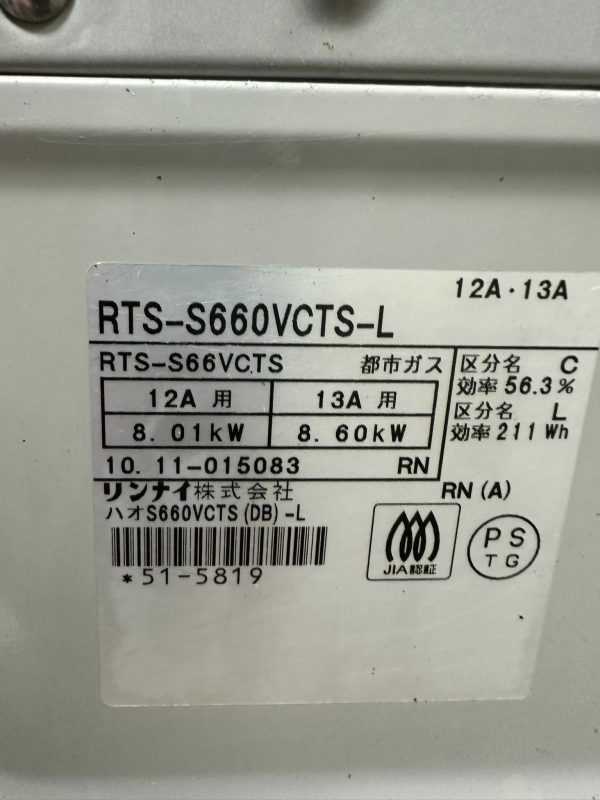 12A・13A
RTS-S660VCTS-L
RTS-S66VCTS 都市ガス
12A 用 13A 用
8.01kW 8.60kW
10.11-015083 RN
区分名 C
効率 56.3%
区分名 L
効率 211Wh
リンナイ株式会社 RN(A)
ハオS660VCTS(DB)-L
*51-5819
JIA認証
PS
TG